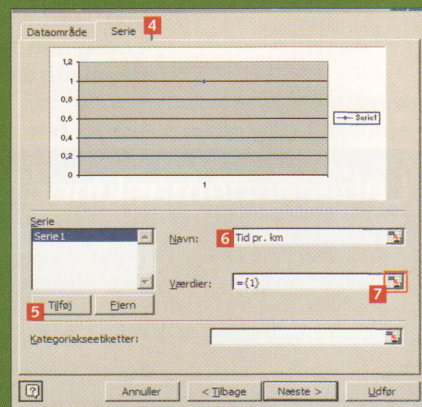 Dataområde Serie 4
1,2
1
0,8
0,6
0,4
0,2
0
1
Serie1
Serie
Serie1
Navn: 6 Tid pr. km
Værdier: ={1}
7
5 Tilføj Fjern
Kategoriakseetiketter:
? Annuller < Tilbage Næste > Udfør